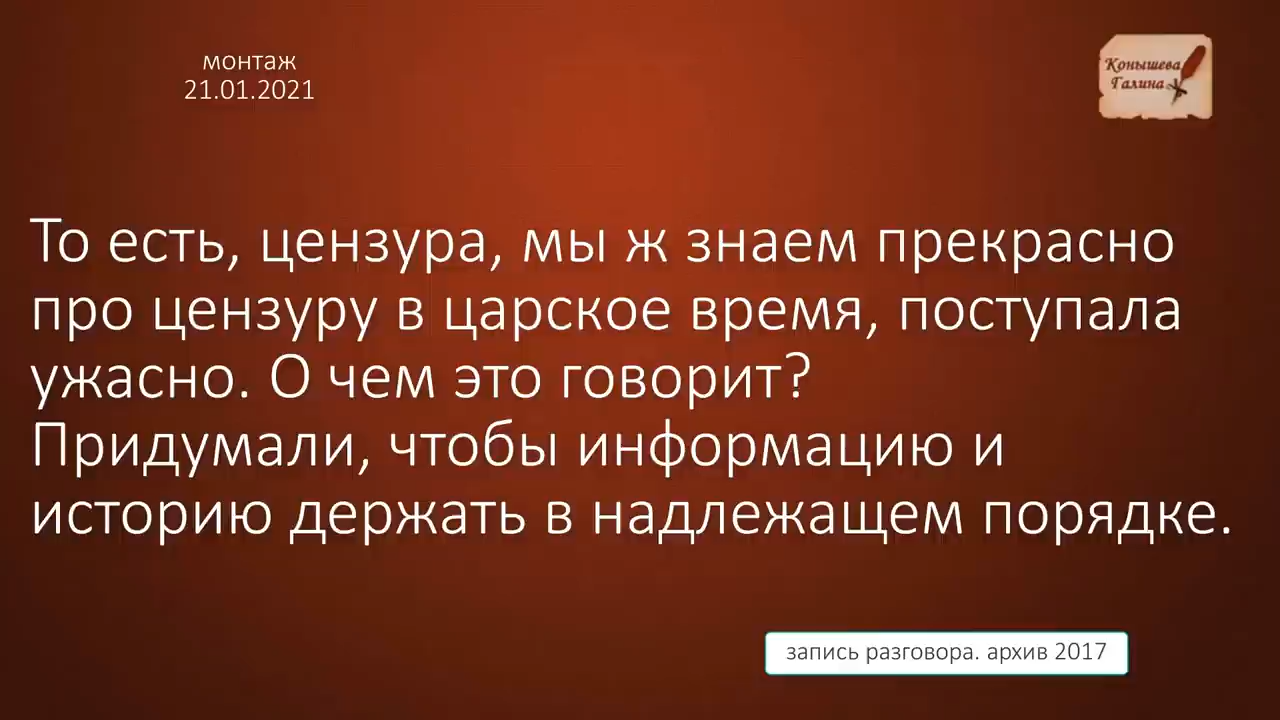 монтаж
21.01.2021
Конышева
Галина
То есть, цензура, мы ж знаем прекрасно
про цензуру в царское время, поступала
ужасно. О чем это говорит?
Придумали, чтобы информацию и
историю держать в надлежащем порядке.
запись разговора. архив 2017